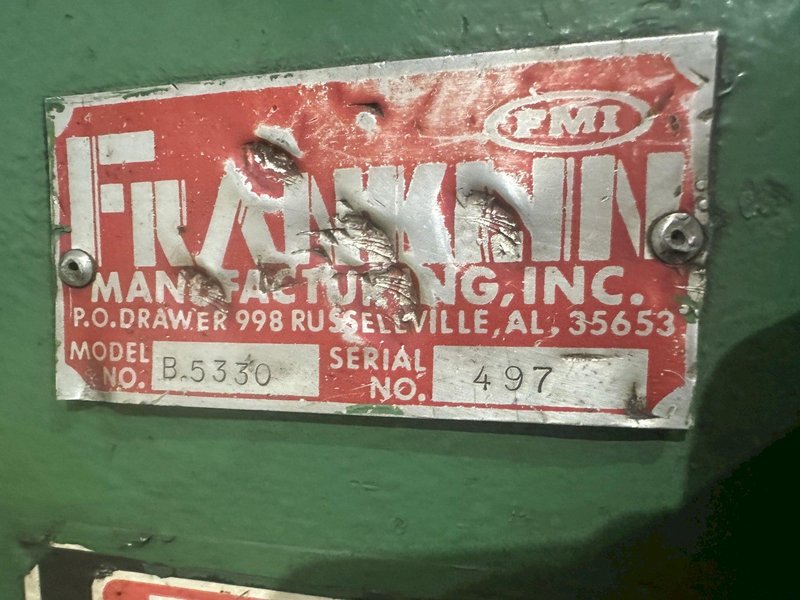 FMI
FRANKLIN
MANUFACTURING, INC.
P.O. DRAWER 998 RUSSELLVILLE, AL, 35653
MODEL NO. B.5330 SERIAL NO. 497